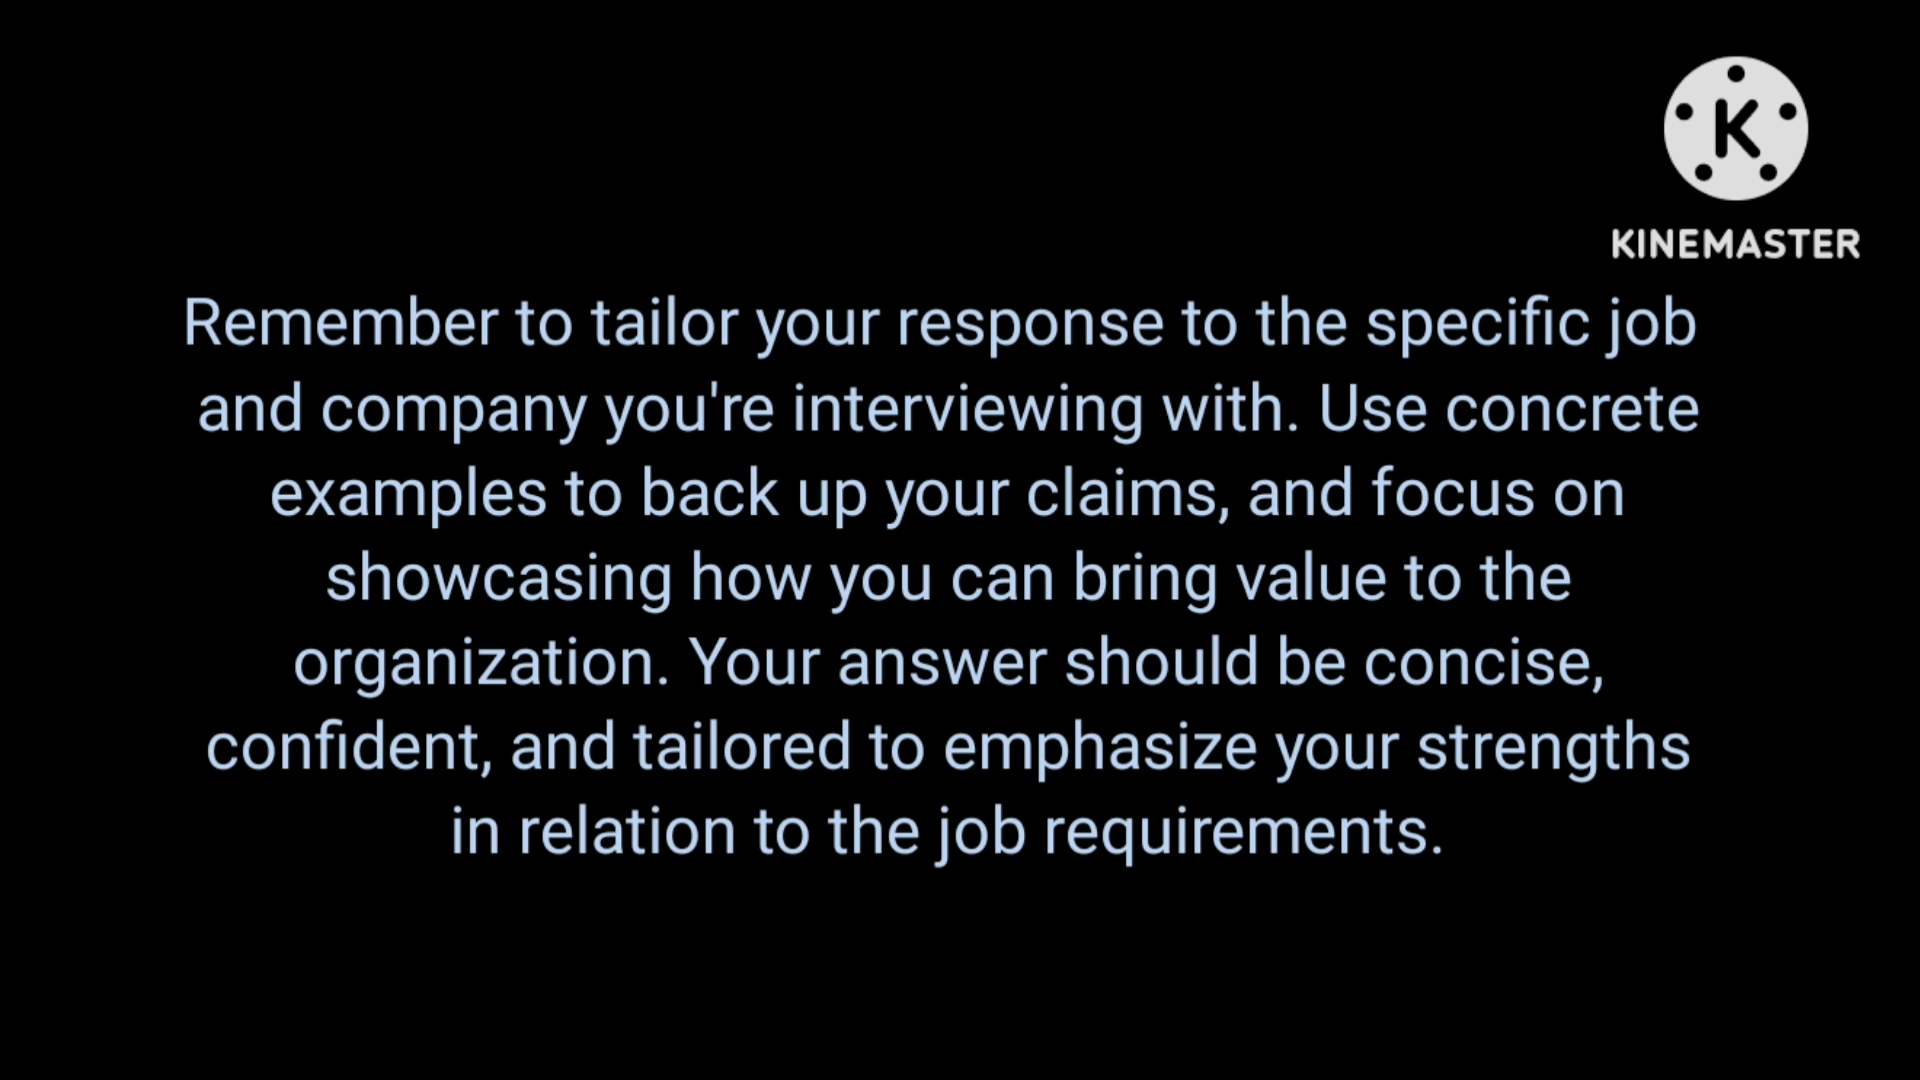 K
KINEMASTER
Remember to tailor your response to the specific job
and company you're interviewing with. Use concrete
examples to back up your claims, and focus on
showcasing how you can bring value to the
organization. Your answer should be concise,
confident, and tailored to emphasize your strengths
in relation to the job requirements.